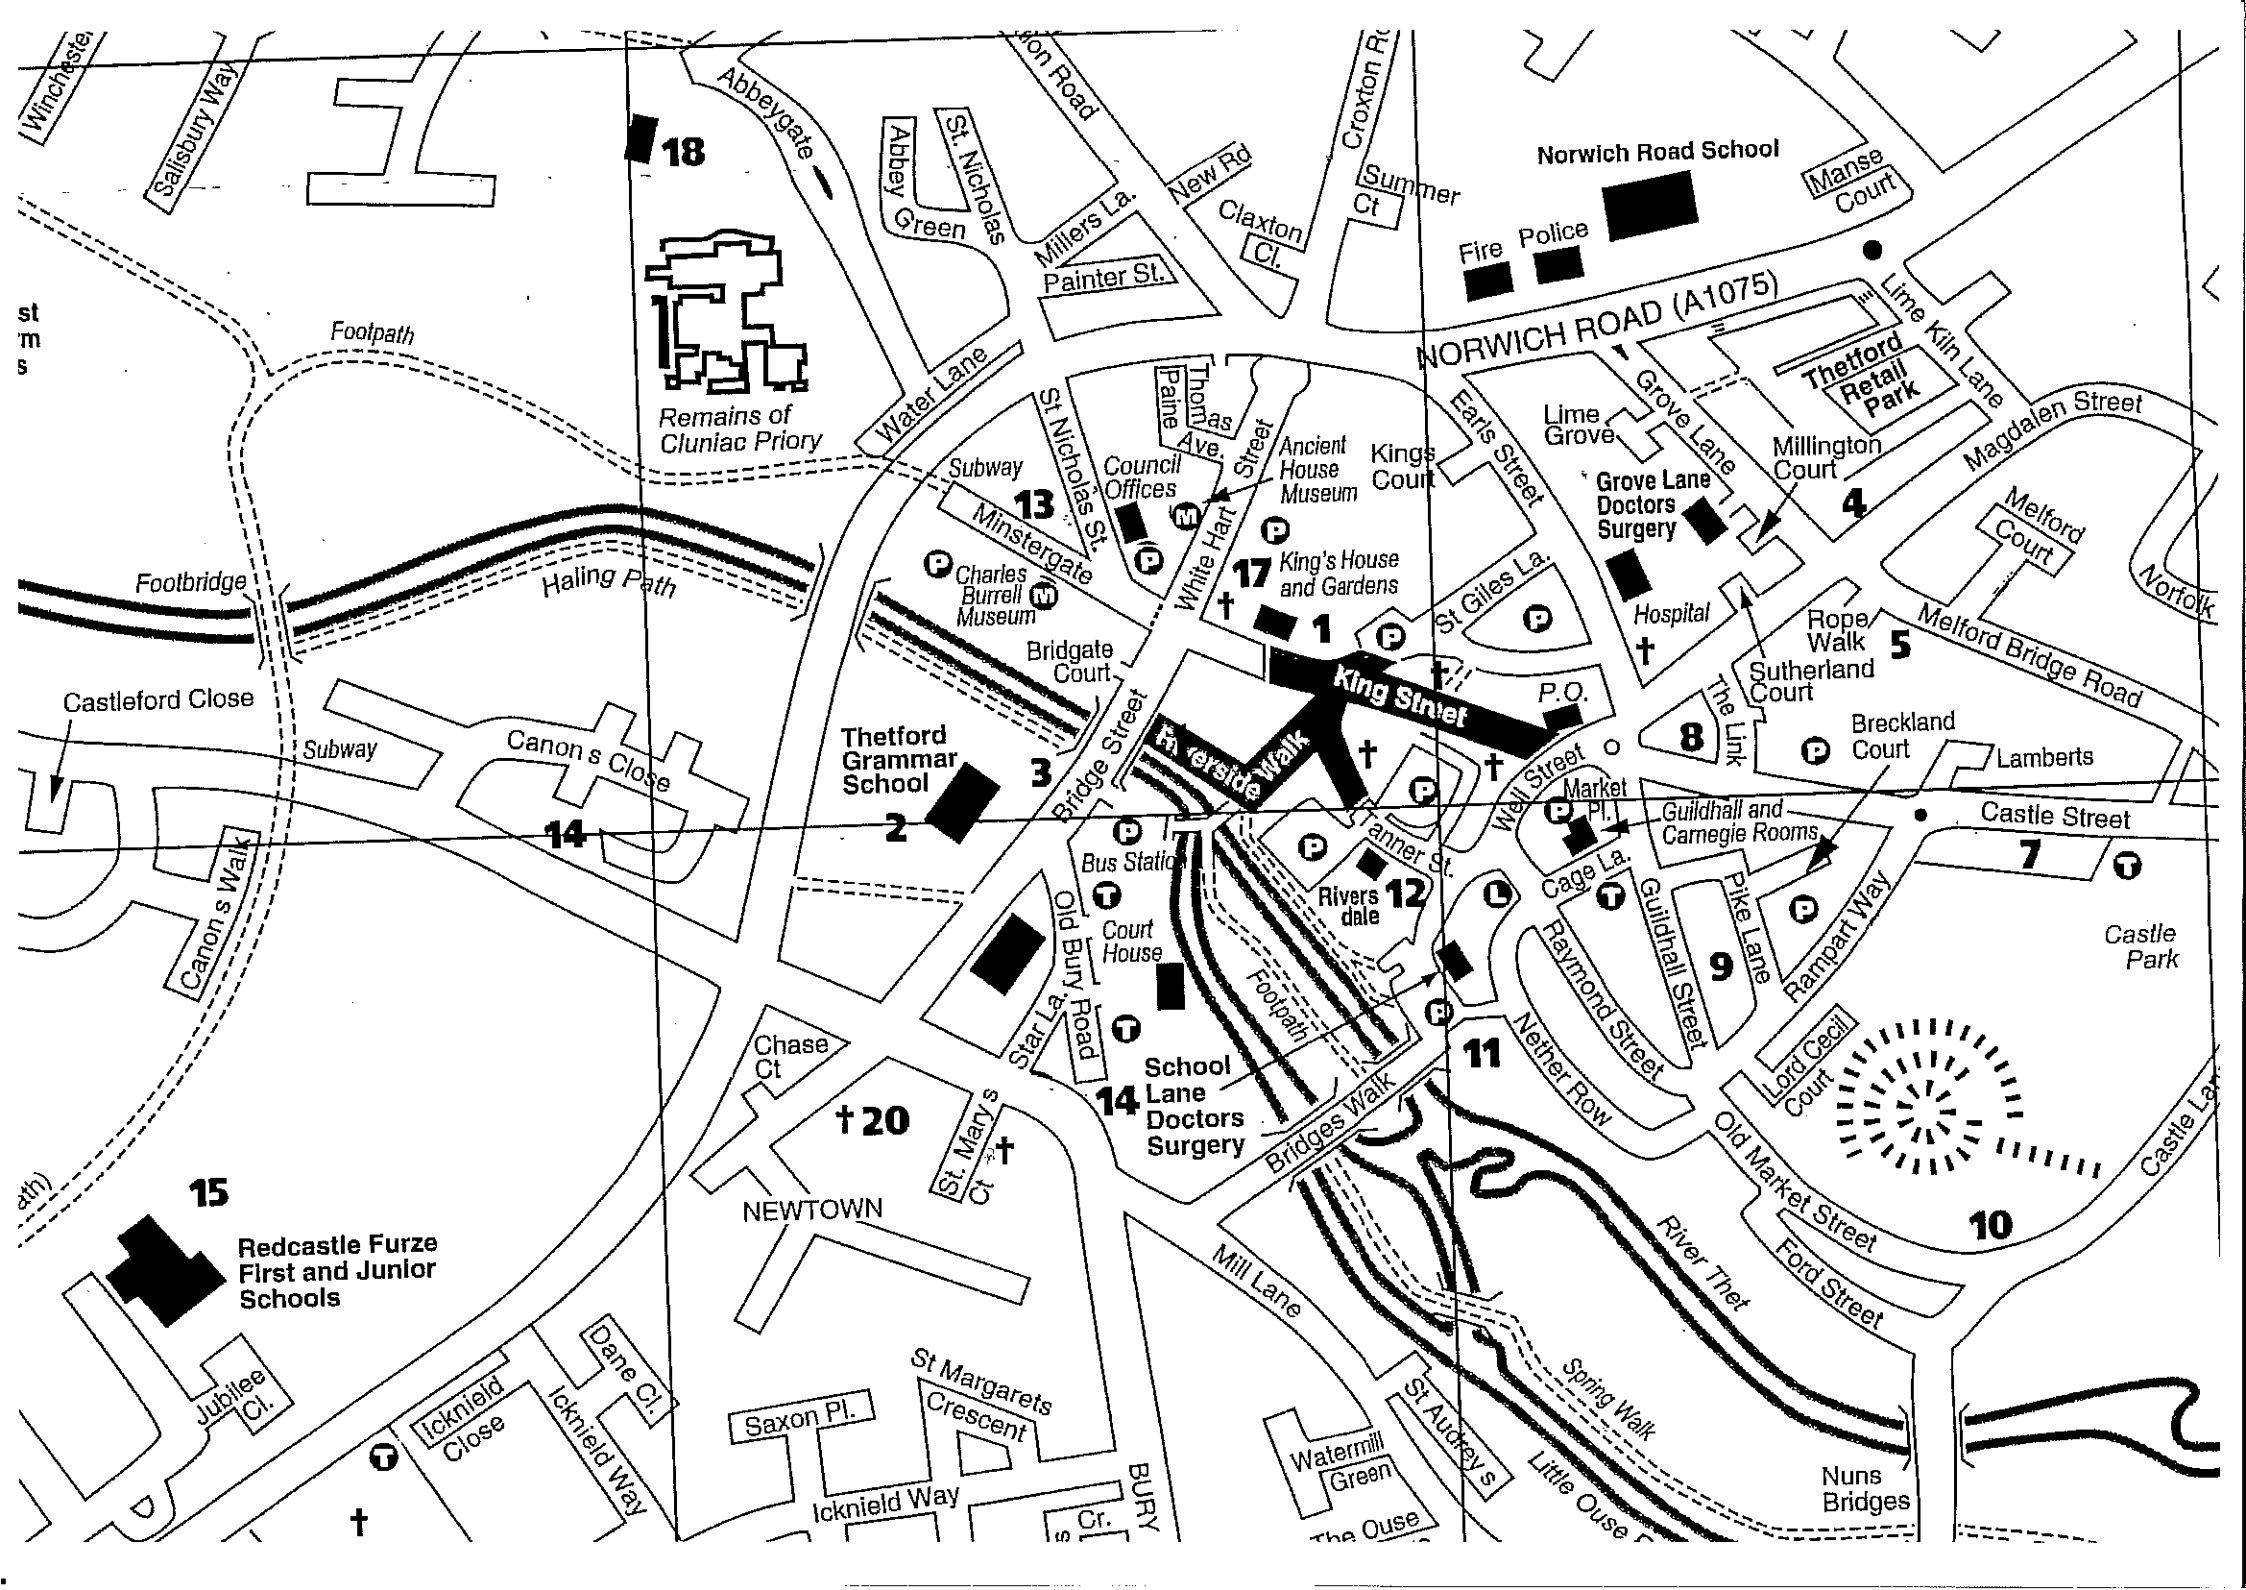 Winchester
Salisbury Way
18
Abbeygate
Abbey
Green
St. Nicholas
Millers La.
Painter St.
New Rd
Croxton Rd
Claxton
Cl.
Summer
Ct
Norwich Road School
Fire
Police
Manse
Court
NORWICH ROAD (A1075)
Lime Kiln Lane
Thetford
Retail
Park
st
m
s
Footpath
Remains of
Cluniac Priory
Water Lane
Subway
13
St Nicholas St.
Minstergate
Council
Offices
M
Thomas
Paine
Ave.
White Hart Street
Ancient
House
Museum
Kings
Court
Earls Street
Lime
Grove
Grove Lane
Grove Lane
Doctors
Surgery
Millington
Court
4
Magdalen Street
Melford
Court
Norfolk
Footbridge
Haling Path
P
Charles
Burrell
Museum
M
P
P
17
King's House
and Gardens
1
P
St Giles La.
P
Hospital
Rope
Walk
5
Melford Bridge Road
Sutherland
Court
Bridgate
Court
King Street
P.O.
8
The Link
P
Breckland
Court
Lamberts
Castleford Close
Subway
Canon s Close
14
Canon s Walk
Thetford
Grammar
School
2
3
Bridge Street
Riverside Walk
P
Bus Station
T
Well Street
Market
Pl.
P
Guildhall and
Carnegie Rooms
Castle Street
7
T
P
Tanner St.
P
Rivers
dale
12
L
Cage La.
T
Guildhall Street
Pike Lane
P
Rampart Way
9
Castle
Park
Old Bury Road
Court
House
T
Star La.
Footpath
Raymond Street
Nether Row
P
11
Lord Cecil
Court
Chase
Ct
14
School
Lane
Doctors
Surgery
Bridges Walk
20
St. Mary s
Ct
Old Market Street
Castle Lan
10
ath)
15
Redcastle Furze
First and Junior
Schools
NEWTOWN
Mill Lane
River Thet
Ford Street
Jubilee
Cl.
Icknield
Close
T
Dane Cl.
Icknield Way
Saxon Pl.
St Margarets
Crescent
Icknield Way
Cr.
BURY
Watermill
Green
The Ouse
St Audrey s
Spring Walk
Little Ouse
Nuns
Bridges